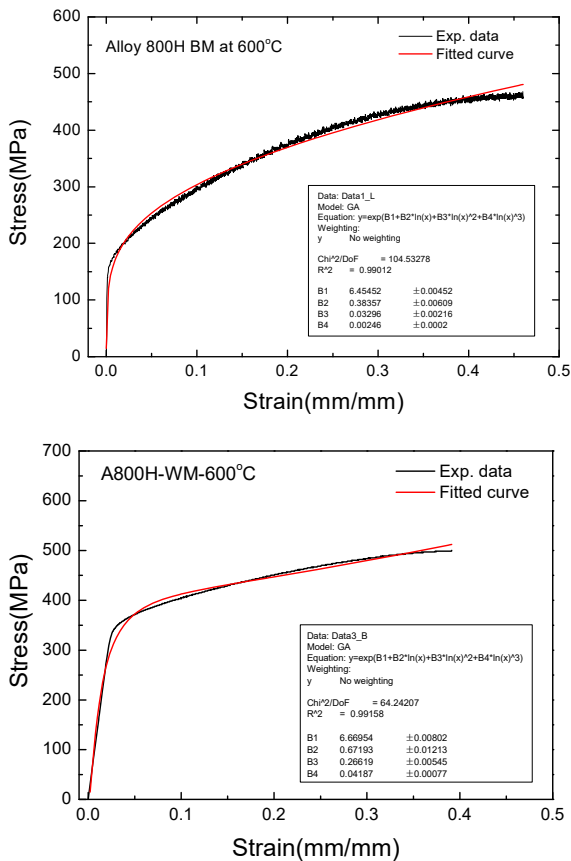 600
500
400
300
200
100
0
Stress(MPa)
Alloy 800H BM at 600°C
Exp. data
Fitted curve
Data: Data1_L
Model: GA
Equation: y=exp(B1+B2*ln(x)+B3*ln(x)^2+B4*ln(x)^3)
Weighting:
y No weighting
Chi^2/DoF = 104.53278
R^2 = 0.99012
B1 6.45452 ±0.00452
B2 0.38357 ±0.00609
B3 0.03296 ±0.00216
B4 0.00246 ±0.0002
0.0 0.1 0.2 0.3 0.4 0.5
Strain(mm/mm)
700
600
500
400
300
200
100
0
Stress(MPa)
A800H-WM-600°C
Exp. data
Fitted curve
Data: Data3_B
Model: GA
Equation: y=exp(B1+B2*ln(x)+B3*ln(x)^2+B4*ln(x)^3)
Weighting:
y No weighting
Chi^2/DoF = 64.24207
R^2 = 0.99158
B1 6.66954 ±0.00802
B2 0.67193 ±0.01213
B3 0.26619 ±0.00545
B4 0.04187 ±0.00077
0.0 0.1 0.2 0.3 0.4 0.5
Strain(mm/mm)